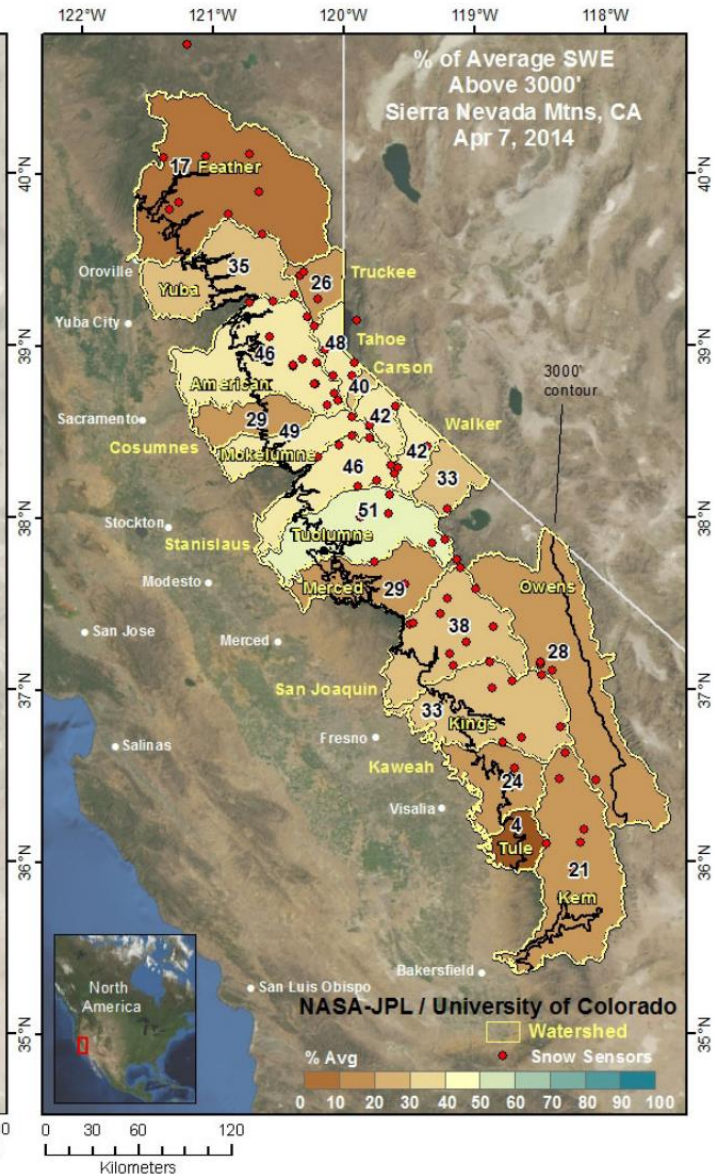 122°W 121°W 120°W 119°W 118°W
% of Average SWE
Above 3000'
Sierra Nevada Mtns, CA
Apr 7, 2014
40°N
40°N
17 Feather
Oroville
35
26
Truckee
Yuba
Yuba City
39°N
39°N
Tahoe
48
46
Carson
3000'
contour
American
40
Sacramento
29
49
42
Walker
Cosumnes
Mokelumne
42
46
33
38°N
38°N
Stockton
51
Stanislaus
Tuolumne
Modesto
Merced
29
Owens
San Jose
Merced
38
28
37°N
37°N
San Joaquin
33
Kings
Fresno
Salinas
Kaweah
24
Visalia
4
Tule
36°N
36°N
21
Kern
Bakersfield
North
America
San Luis Obispo
NASA-JPL / University of Colorado
35°N
35°N
Watershed
% Avg
Snow Sensors
0 10 20 30 40 50 60 70 80 90 100
0
0 30 60 120
Kilometers